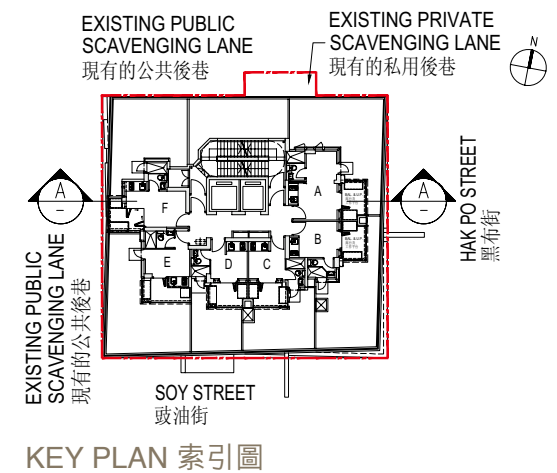 EXISTING PUBLIC
SCAVENGING LANE
現有的公共後巷
EXISTING PRIVATE
SCAVENGING LANE
現有的私用後巷
N
A
A
HAK PO STREET
黑布街
EXISTING PUBLIC
SCAVENGING LANE
現有的公共後巷
A
F
B
E
D
C
SOY STREET
豉油街
KEY PLAN 索引圖